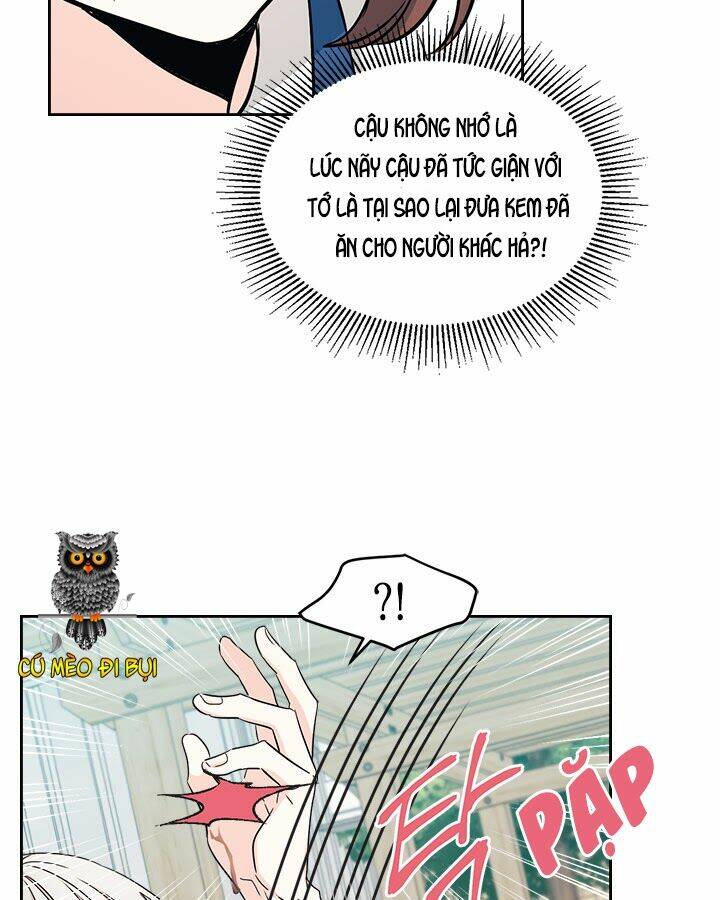 CẬU KHÔNG NHỚ LÀ
LÚC NÃY CẬU ĐÃ TỨC GIẬN VỚI
TỚ LÀ TẠI SAO LẠI ĐƯA KEM ĐÃ
ĂN CHO NGƯỜI KHÁC HẢ?!
?!
CÚ MÈO ĐI BỤI
탁
PẶP